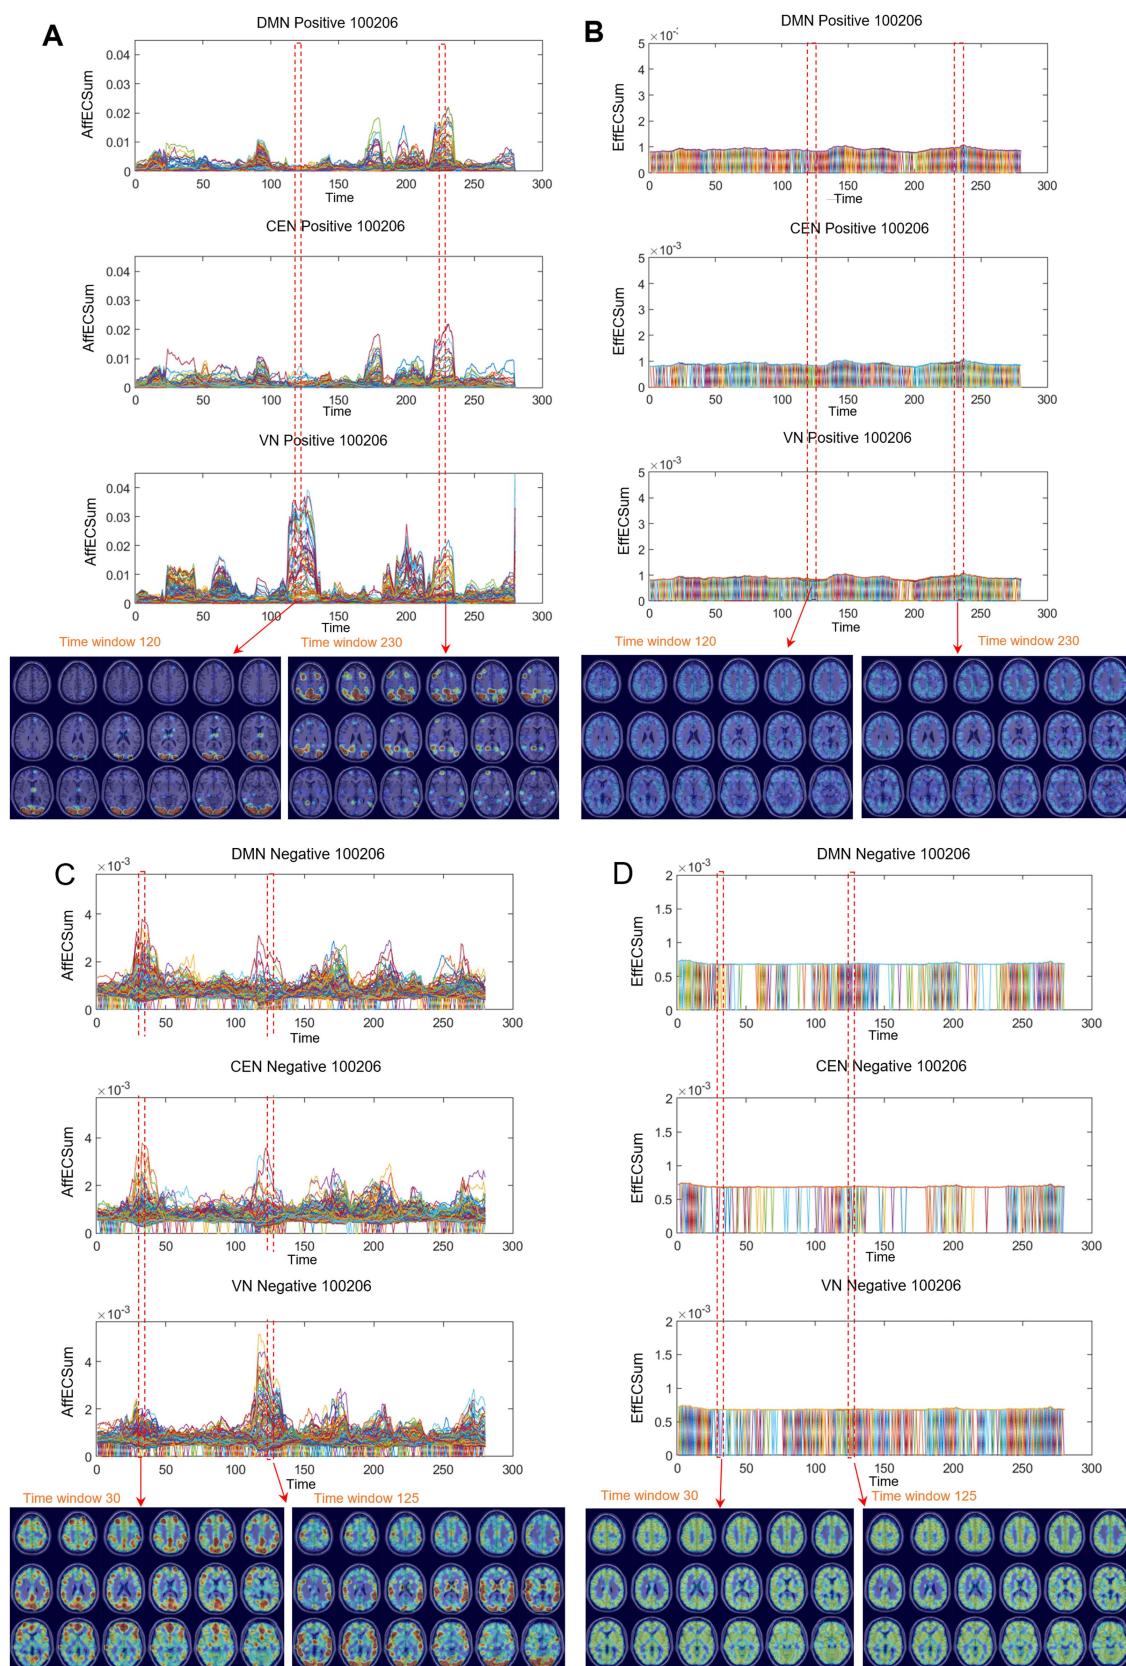 A
DMN Positive 100206
0.04
0.03
0.02
0.01
0
AffECSum
0 50 100 150 200 250 300
Time
CEN Positive 100206
0.04
0.03
0.02
0.01
0
AffECSum
0 50 100 150 200 250 300
Time
VN Positive 100206
0.04
0.03
0.02
0.01
0
AffECSum
0 50 100 150 200 250 300
Time
Time window 120
Time window 230
B
DMN Positive 100206
×10⁻³
5
4
3
2
1
0
EffECSum
0 50 100 150 200 250 300
Time
CEN Positive 100206
×10⁻³
5
4
3
2
1
0
EffECSum
0 50 100 150 200 250 300
Time
VN Positive 100206
×10⁻³
5
4
3
2
1
0
EffECSum
0 50 100 150 200 250 300
Time
Time window 120
Time window 230
C
DMN Negative 100206
×10⁻³
4
2
0
AffECSum
0 50 100 150 200 250 300
Time
CEN Negative 100206
×10⁻³
4
2
0
AffECSum
0 50 100 150 200 250 300
Time
VN Negative 100206
×10⁻³
4
2
0
AffECSum
0 50 100 150 200 250 300
Time
Time window 30
Time window 125
D
DMN Negative 100206
×10⁻³
2
1.5
1
0.5
0
EffECSum
0 50 100 150 200 250 300
Time
CEN Negative 100206
×10⁻³
2
1.5
1
0.5
0
EffECSum
0 50 100 150 200 250 300
Time
VN Negative 100206
×10⁻³
2
1.5
1
0.5
0
EffECSum
0 50 100 150 200 250 300
Time
Time window 30
Time window 125